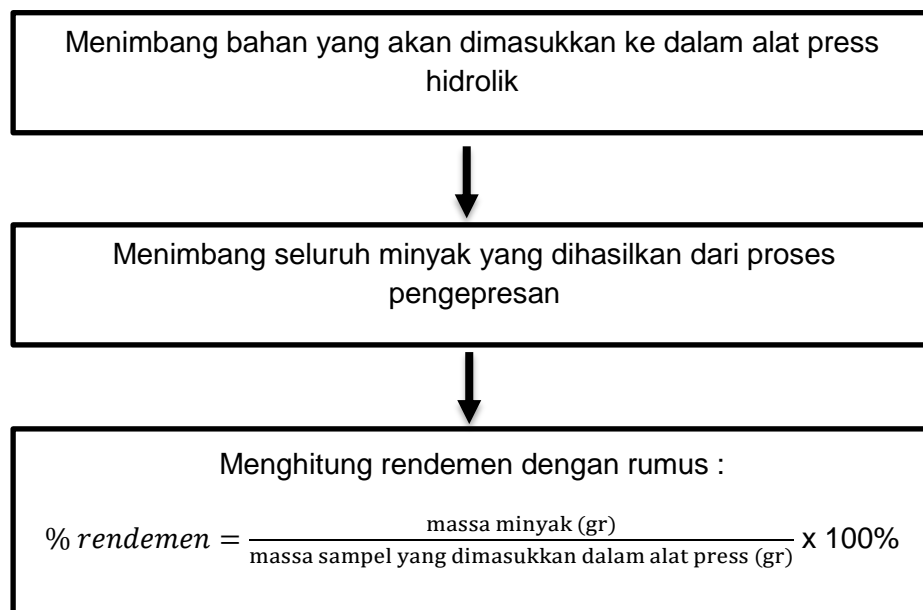 Menimbang bahan yang akan dimasukkan ke dalam alat press
hidrolik
Menimbang seluruh minyak yang dihasilkan dari proses
pengepresan
Menghitung rendemen dengan rumus :
% rendemen = massa minyak (gr) / massa sampel yang dimasukkan dalam alat press (gr) x 100%